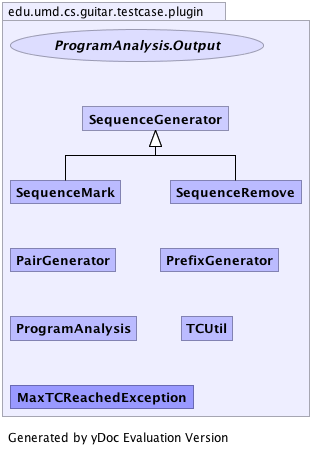 edu.umd.cs.guitar.testcase.plugin
ProgramAnalysis.Output
SequenceGenerator
SequenceMark
SequenceRemove
PairGenerator
PrefixGenerator
ProgramAnalysis
TCUtil
MaxTCReachedException
Generated by yDoc Evaluation Version